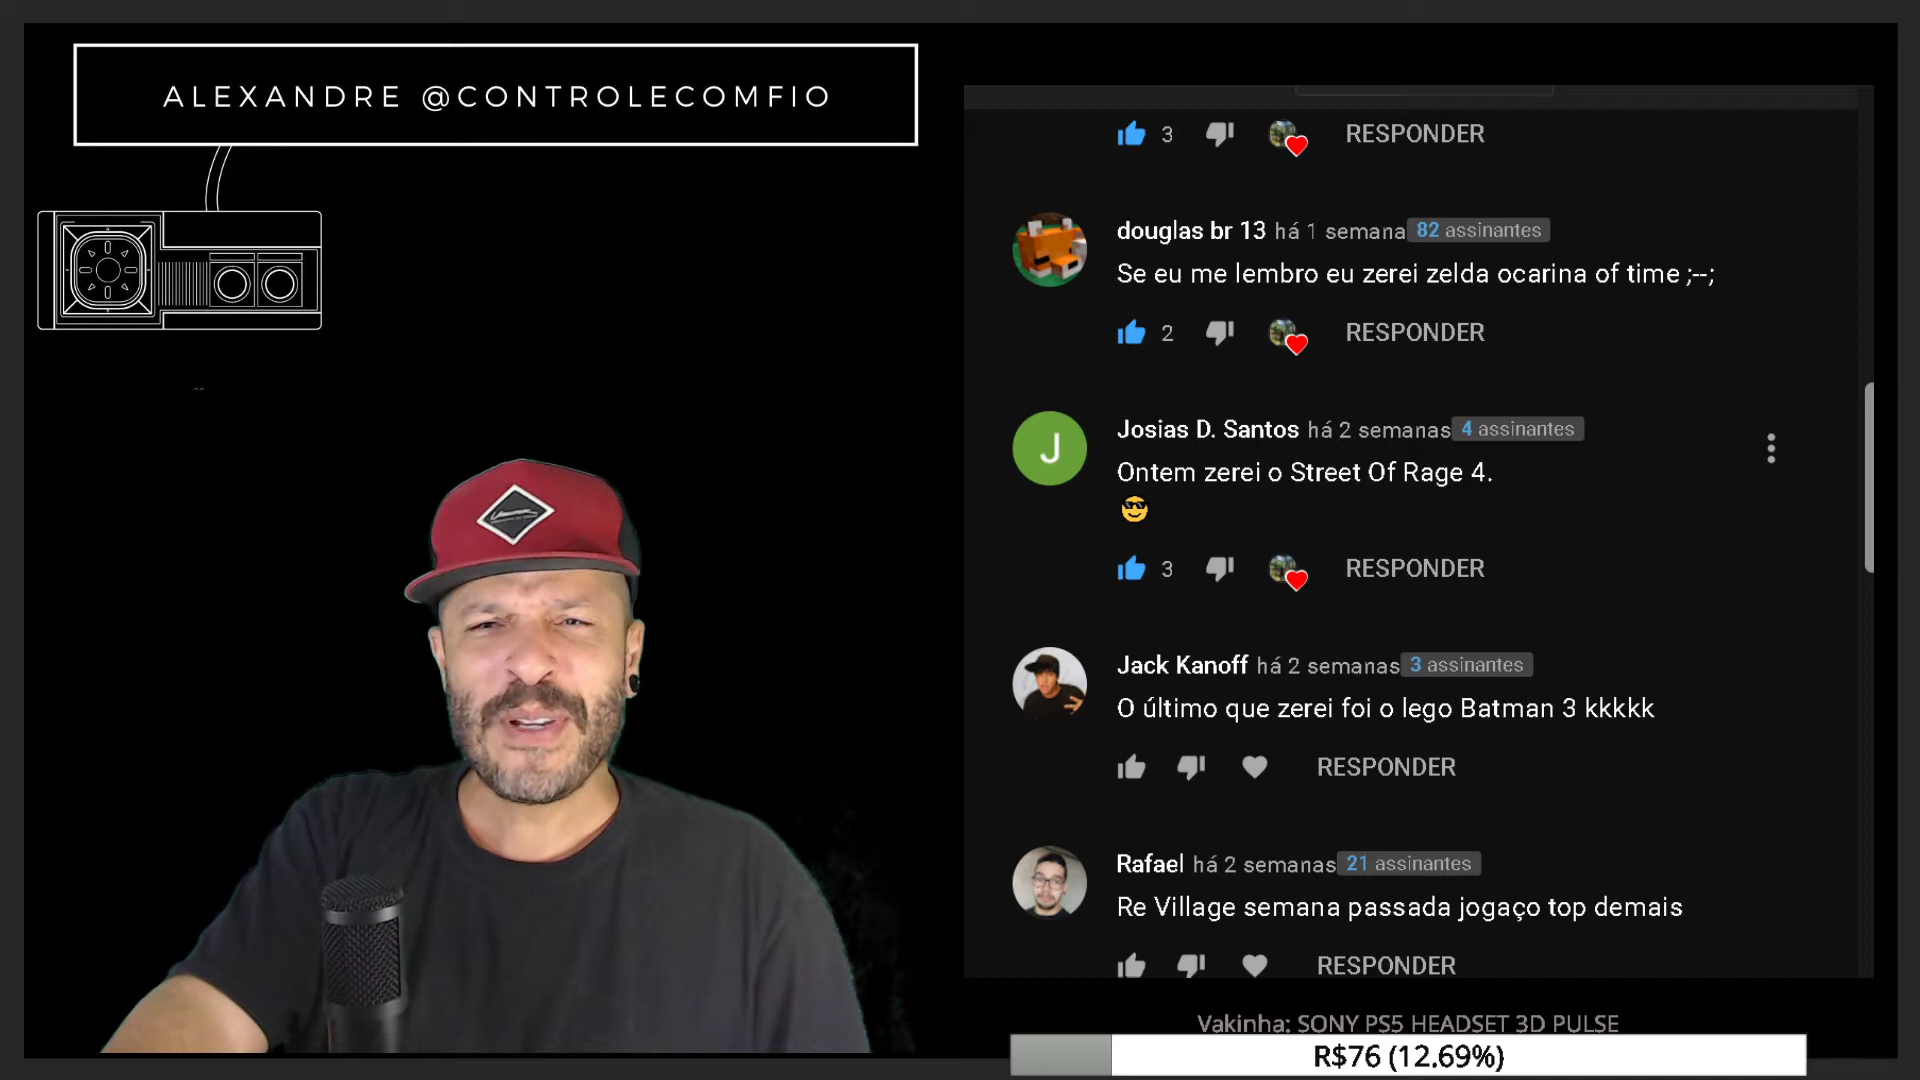 ALEXANDRE @CONTROLECOMFIO
3 RESPONDER
douglas br 13 há 1 semana 82 assinantes
Se eu me lembro eu zerei zelda ocarina of time ;--;
2 RESPONDER
J
Josias D. Santos há 2 semanas 4 assinantes
Ontem zerei o Street Of Rage 4.
😎
3 RESPONDER
Jack Kanoff há 2 semanas 3 assinantes
O último que zerei foi o lego Batman 3 kkkkk
RESPONDER
Rafael há 2 semanas 21 assinantes
Re Village semana passada jogaço top demais
RESPONDER
Vakinha: SONY PS5 HEADSET 3D PULSE
R$76 (12.69%)